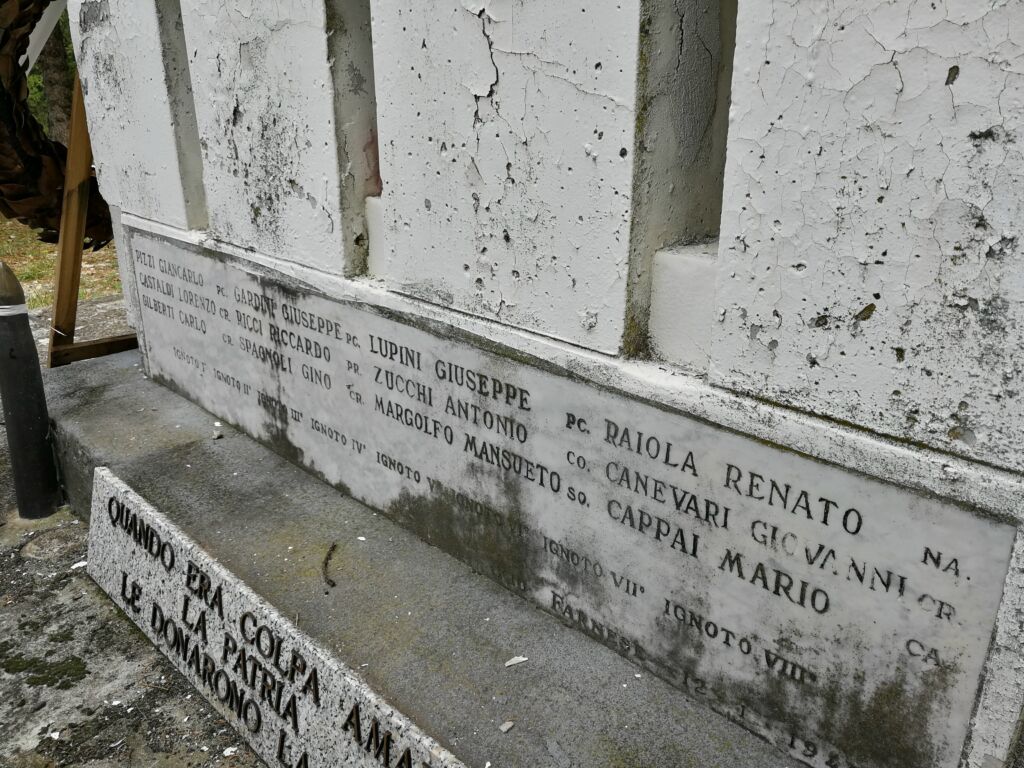 PIZZI GIANCARLO PC. GARDINI GIUSEPPE PC. LUPINI GIUSEPPE PC. RAIOLA RENATO NA.
CASTALDI LORENZO CR. RICCI RICCARDO PR. ZUCCHI ANTONIO CO. CANEVARI GIOVANNI CR.
GILBERTI CARLO CR. SPAGNOLI GINO CR. MARGOLFO MANSUETO SO. CAPPAI MARIO CA.
IGNOTO I° IGNOTO II° IGNOTO III° IGNOTO IV° IGNOTO V° IGNOTO VI° IGNOTO VII° IGNOTO VIII°
QUANDO ERA COLPA AMA
LA PATRIA
LE DONARONO LA